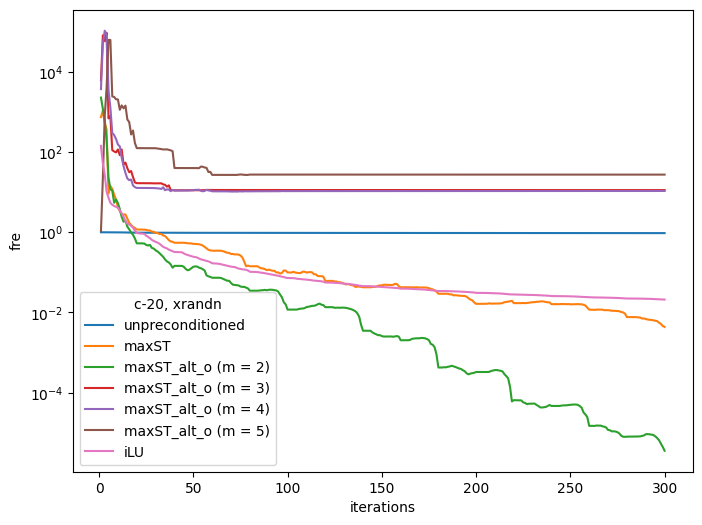 10^4
10^2
10^0
10^−2
10^−4
fre
c-20, xrandn
unpreconditioned
maxST
maxST_alt_o (m = 2)
maxST_alt_o (m = 3)
maxST_alt_o (m = 4)
maxST_alt_o (m = 5)
iLU
0 50 100 150 200 250 300
iterations